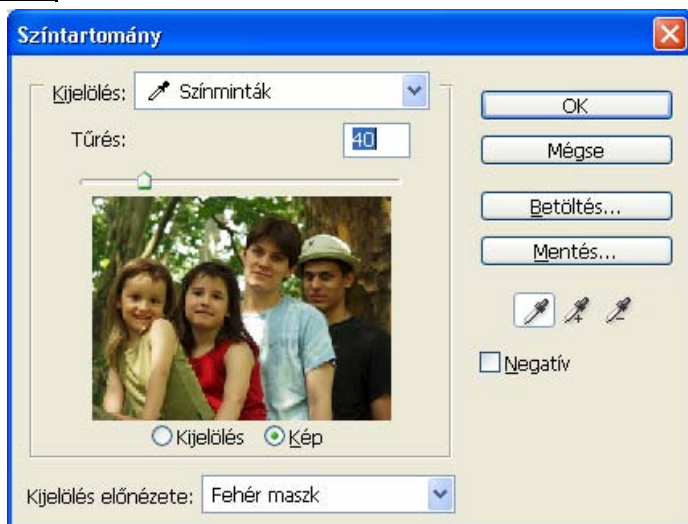 Színtartomány
Kijelölés: Színminták
Tűrés: 40
OK
Mégse
Betöltés...
Mentés...
Negatív
Kijelölés Kép
Kijelölés előnézete: Fehér maszk